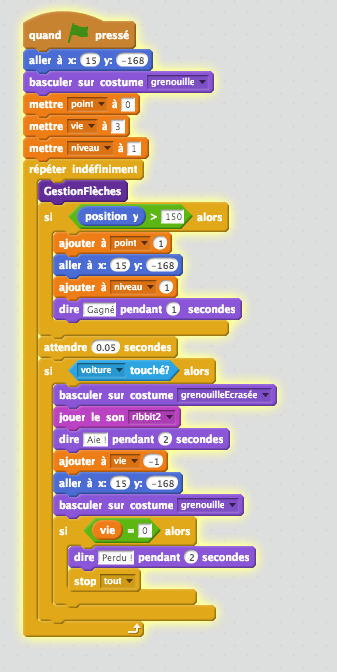 quand pressé
aller à x: 15 y: -168
basculer sur costume grenouille
mettre point à 0
mettre vie à 3
mettre niveau à 1
répéter indéfiniment
GestionFlèches
si position y > 150 alors
ajouter à point 1
aller à x: 15 y: -168
ajouter à niveau 1
dire Gagné pendant 1 secondes
attendre 0.05 secondes
si voiture touché? alors
basculer sur costume grenouilleEcrasée
jouer le son ribbit2
dire Aie ! pendant 2 secondes
ajouter à vie -1
aller à x: 15 y: -168
basculer sur costume grenouille
si vie = 0 alors
dire Perdu ! pendant 2 secondes
stop tout